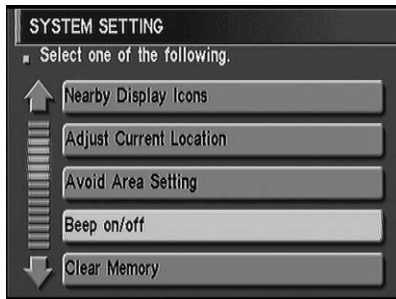 SYSTEM SETTING
Select one of the following.
Nearby Display Icons
Adjust Current Location
Avoid Area Setting
Beep on/off
Clear Memory